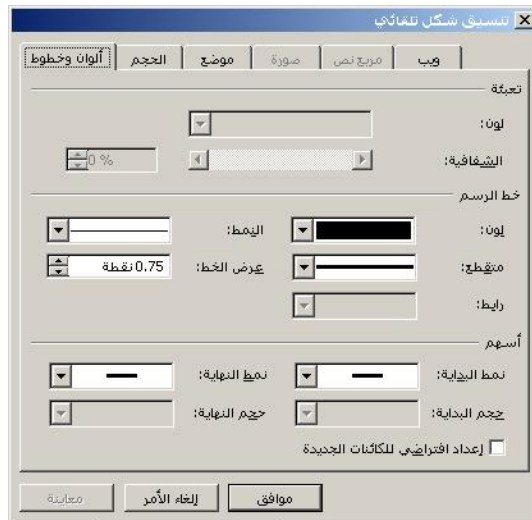 تنسيق شكل تلقائي
ألوان وخطوط الحجم موضع صورة مربع نص ويب
تعبئة
لون:
الشفافية: 0 %
خط الرسم
لون: النمط:
متقطع: عرض الخط: 0.75 نقطة
رابط:
أسهم
نمط البداية: نمط النهاية:
حجم البداية: حجم النهاية:
إعداد افتراضي للكائنات الجديدة
موافق إلغاء الأمر معاينة